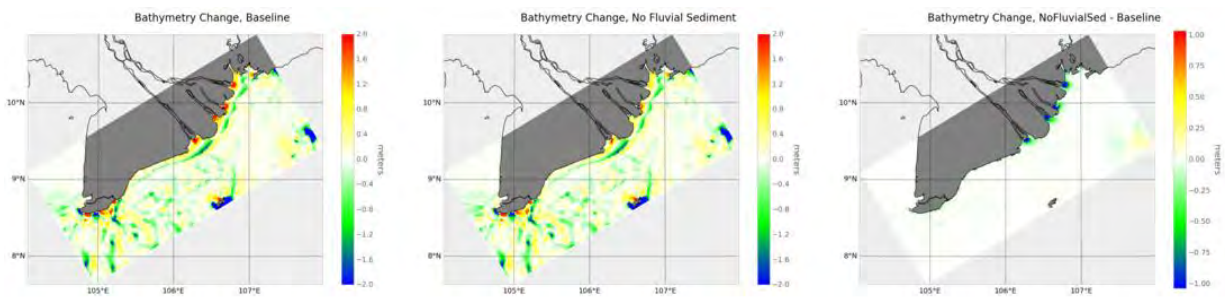 Bathymetry Change, Baseline
10°N
9°N
8°N
105°E
106°E
107°E
2.0
1.6
1.2
0.8
0.4
0.0
−0.4
−0.8
−1.2
−1.6
−2.0
meters
Bathymetry Change, No Fluvial Sediment
10°N
9°N
8°N
105°E
106°E
107°E
2.0
1.6
1.2
0.8
0.4
0.0
−0.4
−0.8
−1.2
−1.6
−2.0
meters
Bathymetry Change, NoFluvialSed - Baseline
10°N
9°N
8°N
105°E
106°E
107°E
1.00
0.75
0.50
0.25
0.00
−0.25
−0.50
−0.75
−1.00
meters